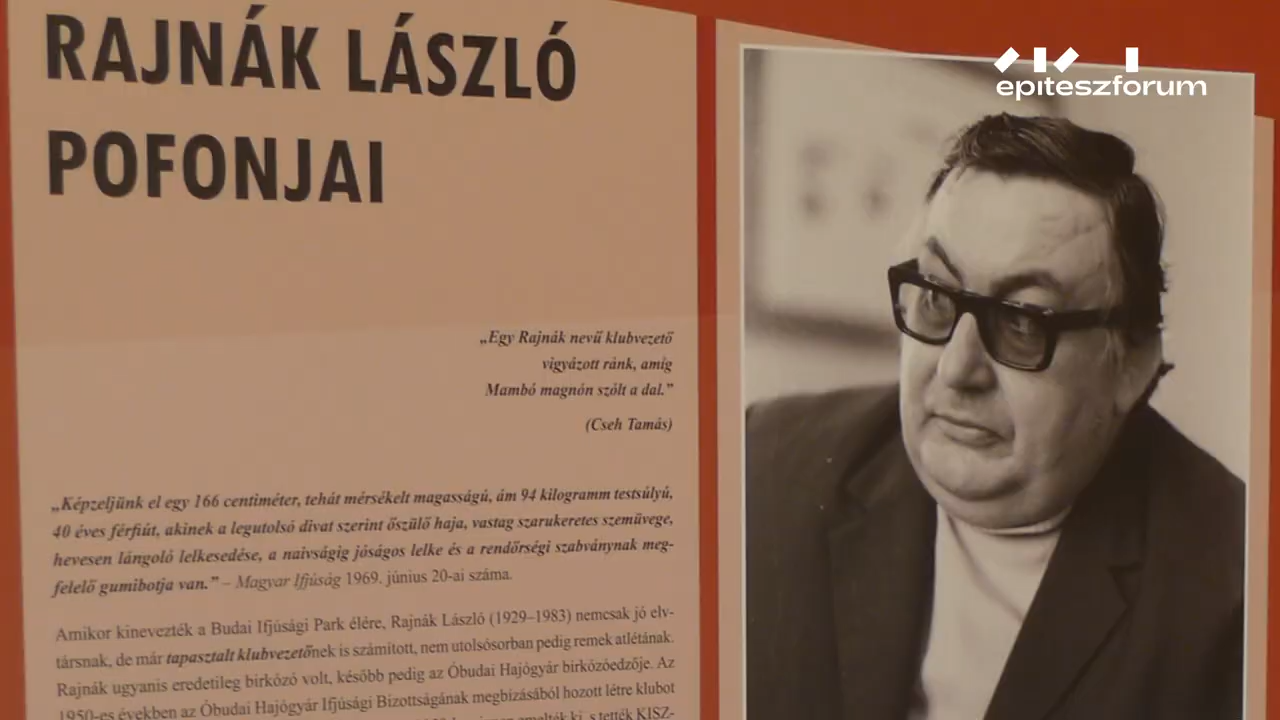 RAJNÁK LÁSZLÓ
POFONJAI
epiteszforum
„Egy Rajnák nevű klubvezető
vigyázott ránk, amíg
Mambó magnón szólt a dal.”
(Cseh Tamás)
„Képzeljünk el egy 166 centiméter, tehát mérsékelt magasságú, ám 94 kilogramm testsúlyú,
40 éves férfiút, akinek a legutolsó divat szerint őszülő haja, vastag szarukeretes szemüvege,
hevesen lángoló lelkesedése, a naivságig jóságos lelke és a rendőrségi szabványnak meg-
felelő gumibotja van.” – Magyar Ifjúság 1969. június 20-ai száma.
Amikor kinevezték a Budai Ifjúsági Park élére, Rajnák László (1929–1983) nemcsak jó elv-
társnak, de már tapasztalt klubvezetőnek is számított, nem utolsósorban pedig remek atlétának.
Rajnák ugyanis eredetileg birkózó volt, később pedig az Óbudai Hajógyár birkózóedzője. Az
1950-es években az Óbudai Hajógyár Ifjúsági Bizottságának megbízásából hozott létre klubot
ki, s tették KISZ-